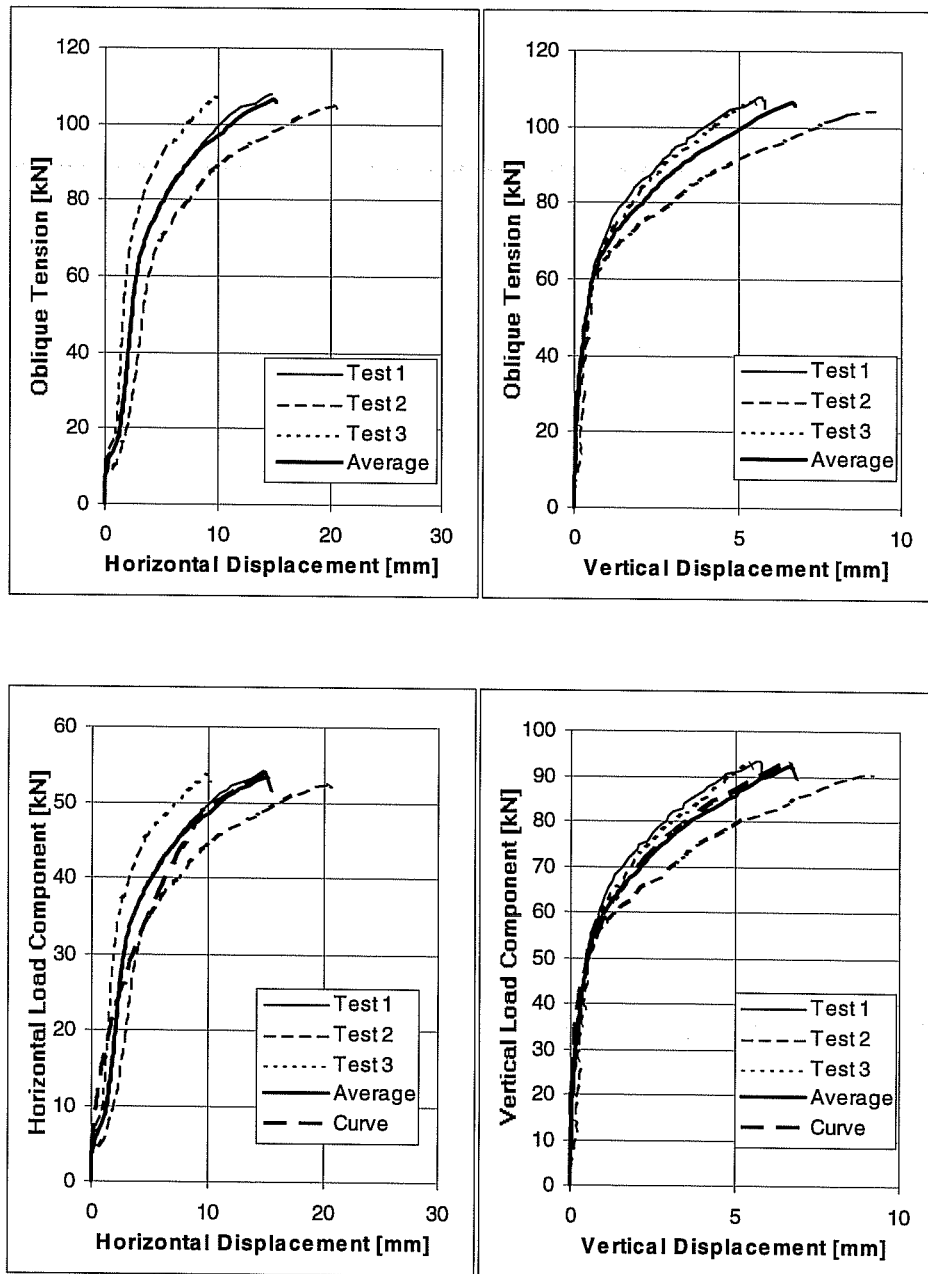 120
100
80
60
40
20
0
Oblique Tension [kN]
Test 1
Test 2
Test 3
Average
0 10 20 30
Horizontal Displacement [mm]
120
100
80
60
40
20
0
Oblique Tension [kN]
Test 1
Test 2
Test 3
Average
0 5 10
Vertical Displacement [mm]
60
50
40
30
20
10
0
Horizontal Load Component [kN]
Test 1
Test 2
Test 3
Average
Curve
0 10 20 30
Horizontal Displacement [mm]
100
90
80
70
60
50
40
30
20
10
0
Vertical Load Component [kN]
Test 1
Test 2
Test 3
Average
Curve
0 5 10
Vertical Displacement [mm]